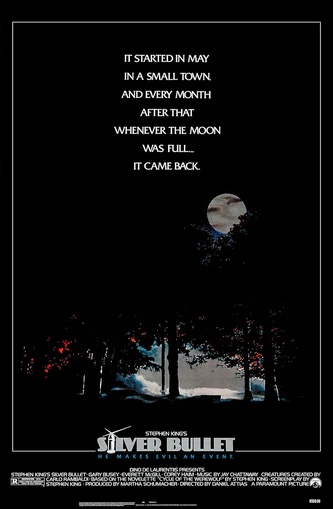 IT STARTED IN MAY
IN A SMALL TOWN.
AND EVERY MONTH
AFTER THAT
WHENEVER THE MOON
WAS FULL...
IT CAME BACK.
STEPHEN KING'S
SILVER BULLET
HE MAKES EVIL AN EVENT.
DINO DE LAURENTIIS PRESENTS
STEPHEN KING'S SILVER BULLET · GARY BUSEY · EVERETT McGILL · COREY HAIM · MUSIC BY JAY CHATTAWAY CREATURES CREATED BY
R CARLO RAMBALDI · BASED ON THE NOVELETTE "CYCLE OF THE WEREWOLF" BY STEPHEN KING · SCREENPLAY BY
STEPHEN KING · PRODUCED BY MARTHA SCHUMACHER · DIRECTED BY DANIEL ATTIAS · A PARAMOUNT PICTURE